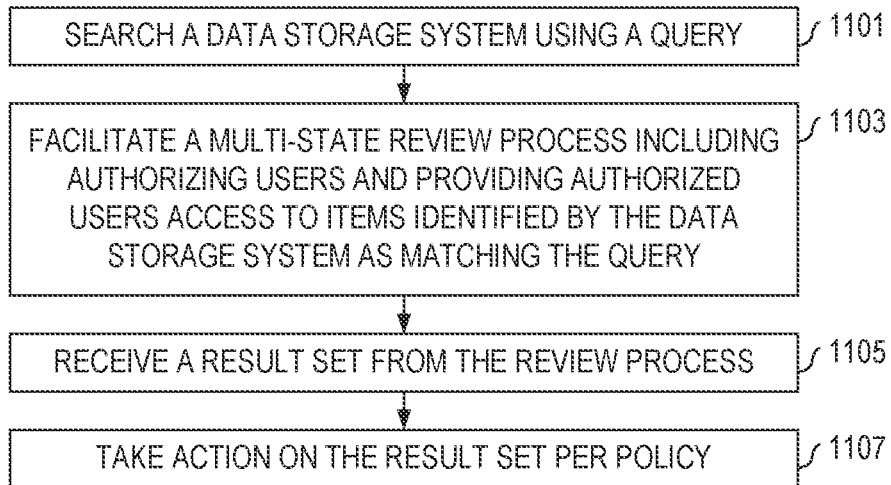 SEARCH A DATA STORAGE SYSTEM USING A QUERY
1101
FACILITATE A MULTI-STATE REVIEW PROCESS INCLUDING
1103
AUTHORIZING USERS AND PROVIDING AUTHORIZED
USERS ACCESS TO ITEMS IDENTIFIED BY THE DATA
STORAGE SYSTEM AS MATCHING THE QUERY
RECEIVE A RESULT SET FROM THE REVIEW PROCESS
1105
TAKE ACTION ON THE RESULT SET PER POLICY
1107